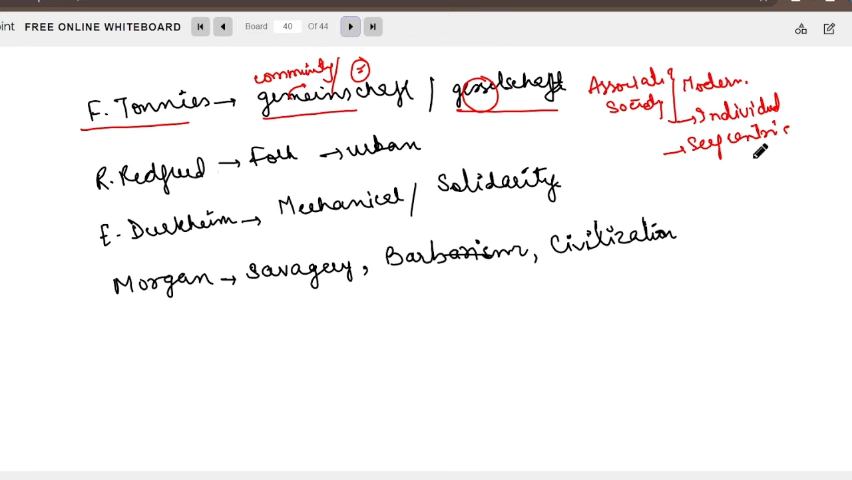 oint FREE ONLINE WHITEBOARD Board 40 Of 44
community/
F. Tonnies → gemeinschaft / gesselschaft
Associate Society
Modern.
→ Individual
→ Self centric
R. Redfield → Folk → urban
E. Durkheim → Mechanical / Solidarity
Morgan → Savagery, Barbarism, Civilization